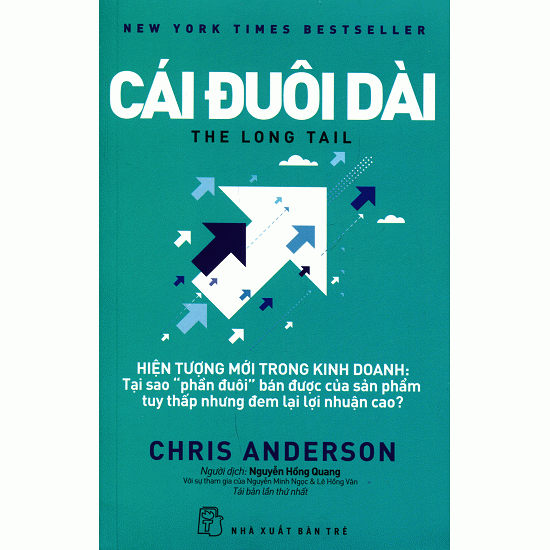 NEW YORK TIMES BESTSELLER
CÁI ĐUÔI DÀI
THE LONG TAIL
HIỆN TƯỢNG MỚI TRONG KINH DOANH:
Tại sao “phần đuôi” bán được của sản phẩm
tuy thấp nhưng đem lại lợi nhuận cao?
CHRIS ANDERSON
Người dịch: Nguyễn Hồng Quang
Với sự tham gia của Nguyễn Minh Ngọc & Lê Hồng Vân
Tái bản lần thứ nhất
NHÀ XUẤT BẢN TRẺ